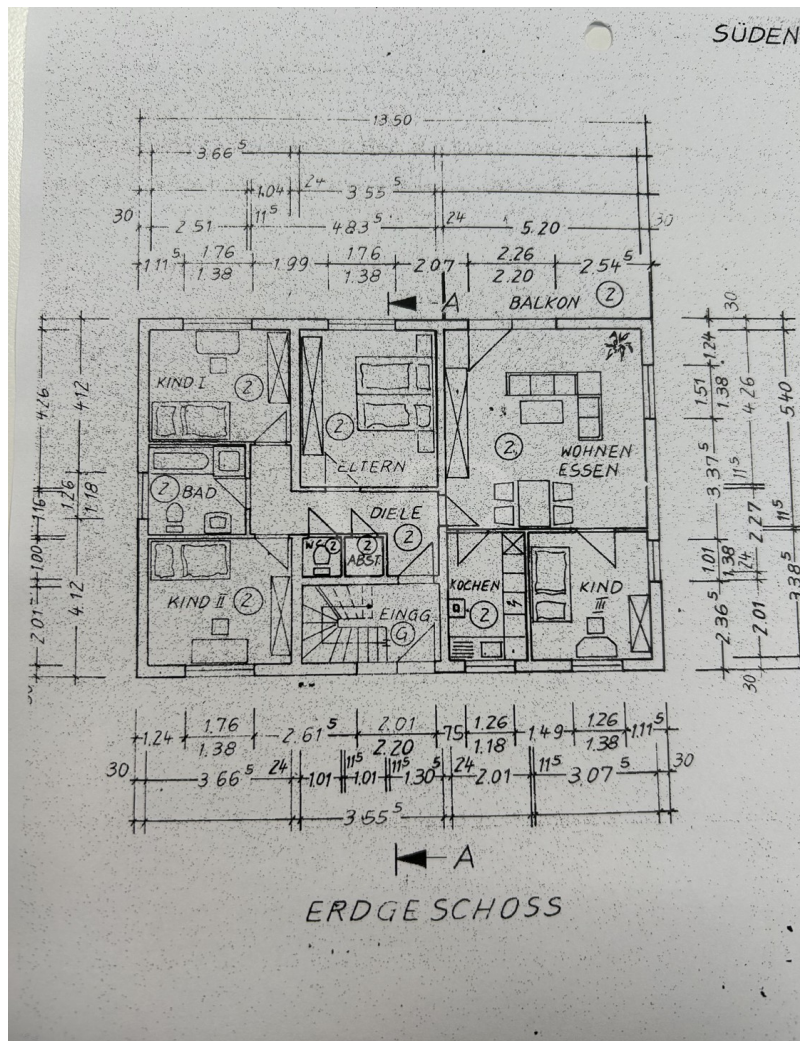 SÜDEN
13.50
3.66⁵
1.04 24 3.55⁵
30 2.51 11⁵ 4.83⁵ 24 5.20 30
1.11⁵ 1.76 1.99 1.76 2.07 2.26 2.54⁵
1.38 1.38 2.20
A BALKON 2
30
KIND I 2
2 ELTERN
2 WOHNEN
ESSEN
2 BAD
DIELE
2
WC 2
2
ABST.
KIND II 2
EINGG
G
KOCHEN
2
KIND
III
4.26
1.16
1.00
2.01
4.12
1.26
1.18
4.12
1.24
1.51
1.38
3.37⁵
1.01
1.38
2.36⁵
30
4.26
11⁵
2.27
24
2.01
30
5.40
11⁵
3.38⁵
1.24 1.76 2.61⁵ 2.01 75 1.26 1.49 1.26 1.11⁵
1.38 2.20 1.18 1.38
30 3.66⁵ 24 1.01 11⁵ 1.01 11⁵ 1.30⁵ 24 2.01 11⁵ 3.07⁵ 30
3.55⁵
A
ERDGESCHOSS